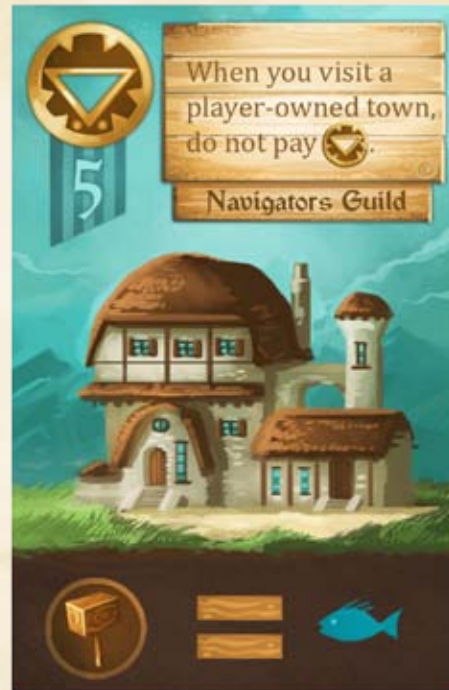 When you visit a
player-owned town,
do not pay .
5
Navigators Guild